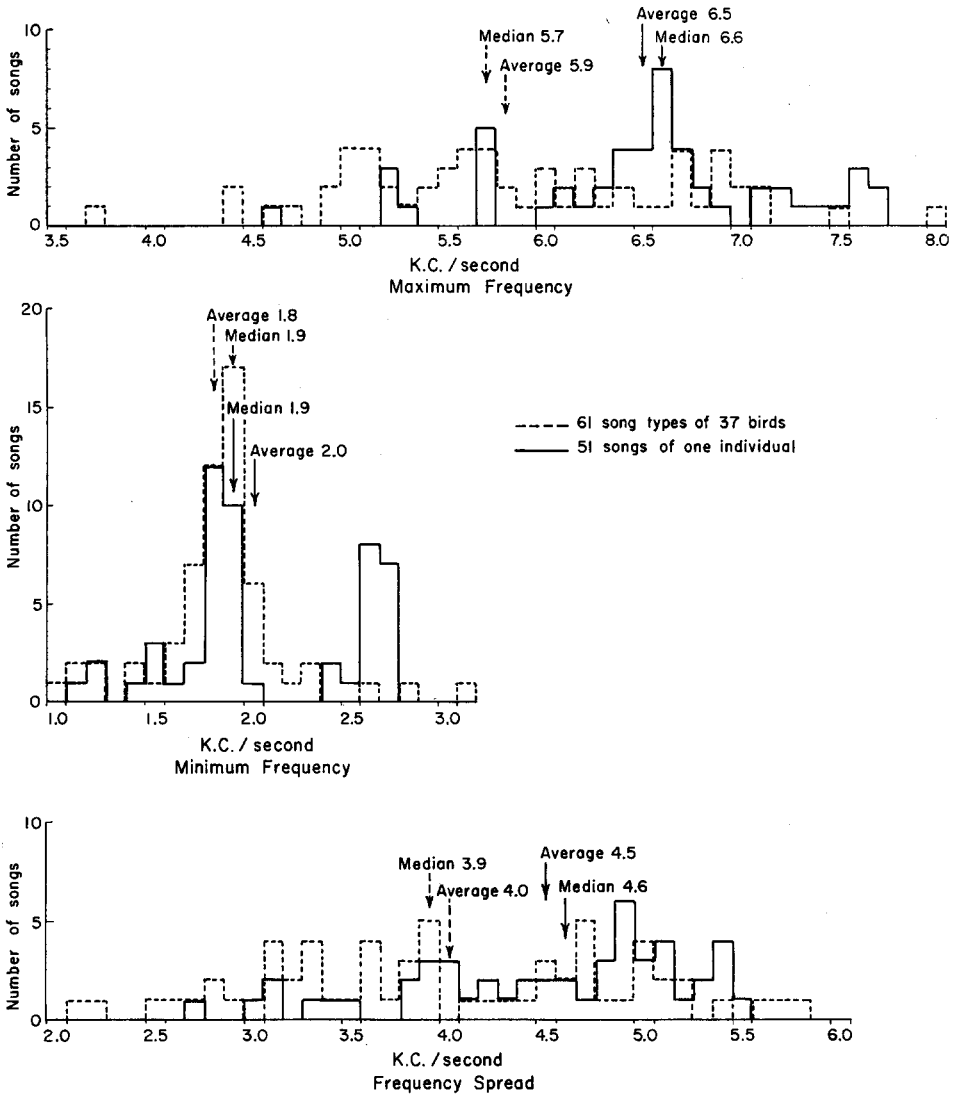 10
5
0
Number of songs
Average 6.5
Median 6.6
Median 5.7
Average 5.9
3.5 4.0 4.5 5.0 5.5 6.0 6.5 7.0 7.5 8.0
K.C./second
Maximum Frequency
20
15
10
5
0
Number of songs
Average 1.8
Median 1.9
Median 1.9
Average 2.0
61 song types of 37 birds
51 songs of one individual
1.0 1.5 2.0 2.5 3.0
K.C./second
Minimum Frequency
10
5
0
Number of songs
Median 3.9
Average 4.0
Average 4.5
Median 4.6
2.0 2.5 3.0 3.5 4.0 4.5 5.0 5.5 6.0
K.C./second
Frequency Spread